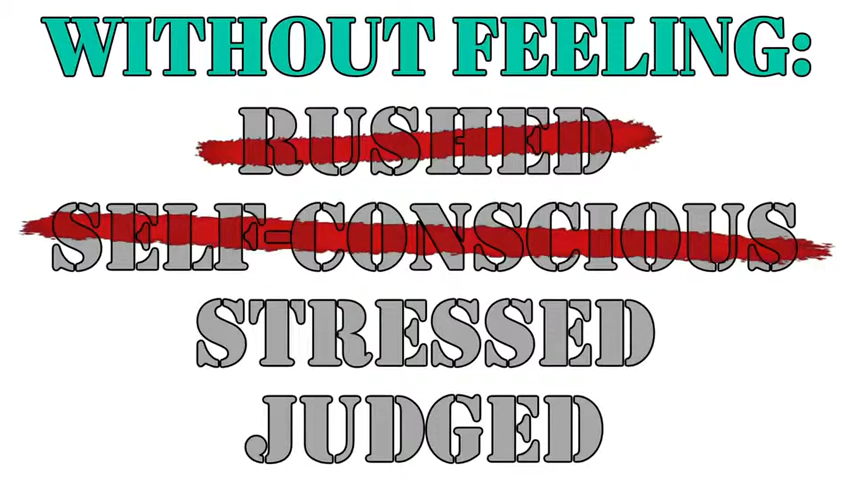 WITHOUT FEELING:
RUSHED
SELF-CONSCIOUS
STRESSED
JUDGED